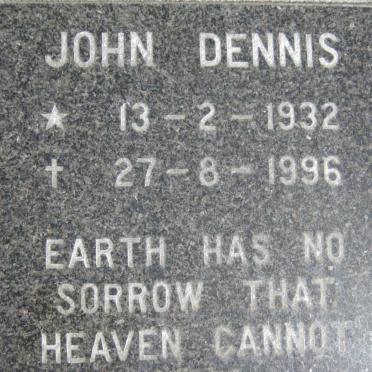 JOHN DENNIS
★ 13 - 2 - 1932
† 27 - 8 - 1996
EARTH HAS NO
SORROW THAT
HEAVEN CANNOT